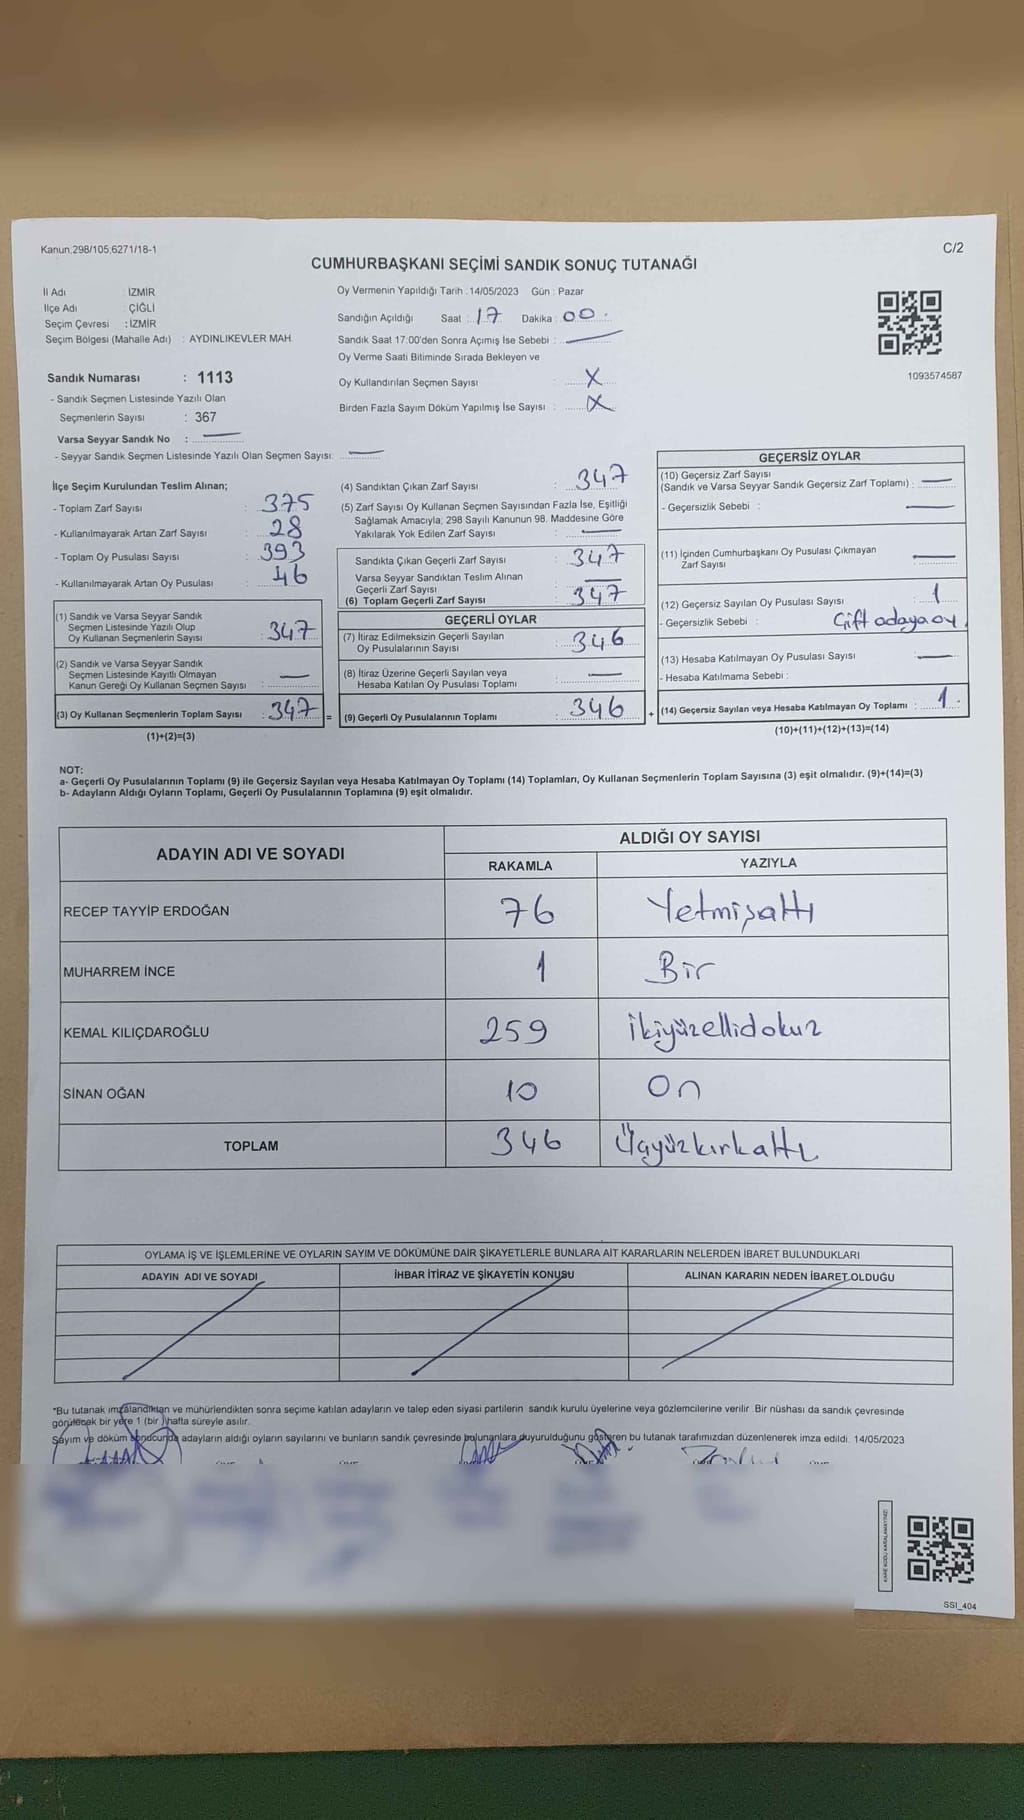 Kanun;298/105;6271/18-1
C/2
CUMHURBAŞKANI SEÇİMİ SANDIK SONUÇ TUTANAĞI
İl Adı : İZMİR
İlçe Adı : ÇİĞLİ
Seçim Çevresi : İZMİR
Seçim Bölgesi (Mahalle Adı) : AYDINLIKEVLER MAH
Sandık Numarası : 1113
- Sandık Seçmen Listesinde Yazılı Olan
Seçmenlerin Sayısı : 367
Varsa Seyyar Sandık No : —
- Seyyar Sandık Seçmen Listesinde Yazılı Olan Seçmen Sayısı: —
Oy Vermenin Yapıldığı Tarih : 14/05/2023 Gün : Pazar
Sandığın Açıldığı Saat : 17 Dakika : 00
Sandık Saat 17:00'den Sonra Açımış İse Sebebi : —
Oy Verme Saati Bitiminde Sırada Bekleyen ve
Oy Kullandırılan Seçmen Sayısı : X
Birden Fazla Sayım Döküm Yapılmış İse Sayısı : X
1093574587
İlçe Seçim Kurulundan Teslim Alınan;
- Toplam Zarf Sayısı : 375
- Kullanılmayarak Artan Zarf Sayısı : 28
- Toplam Oy Pusulası Sayısı : 393
- Kullanılmayarak Artan Oy Pusulası : 46
(1) Sandık ve Varsa Seyyar Sandık
Seçmen Listesinde Yazılı Olup
Oy Kullanan Seçmenlerin Sayısı : 347
(2) Sandık ve Varsa Seyyar Sandık
Seçmen Listesinde Kayıtlı Olmayan
Kanun Gereği Oy Kullanan Seçmen Sayısı : —
(3) Oy Kullanan Seçmenlerin Toplam Sayısı : 347 =
(1)+(2)=(3)
(4) Sandıktan Çıkan Zarf Sayısı : 347
(5) Zarf Sayısı Oy Kullanan Seçmen Sayısından Fazla İse, Eşitliği
Sağlamak Amacıyla; 298 Sayılı Kanunun 98. Maddesine Göre
Yakılarak Yok Edilen Zarf Sayısı : —
Sandıkta Çıkan Geçerli Zarf Sayısı : 347
Varsa Seyyar Sandıktan Teslim Alınan
Geçerli Zarf Sayısı : —
(6) Toplam Geçerli Zarf Sayısı : 347
GEÇERLİ OYLAR
(7) İtiraz Edilmeksizin Geçerli Sayılan
Oy Pusulalarının Sayısı : 346
(8) İtiraz Üzerine Geçerli Sayılan veya
Hesaba Katılan Oy Pusulası Toplamı : —
(9) Geçerli Oy Pusulalarının Toplamı : 346 +
GEÇERSİZ OYLAR
(10) Geçersiz Zarf Sayısı
(Sandık ve Varsa Seyyar Sandık Geçersiz Zarf Toplamı) : —
- Geçersizlik Sebebi : —
(11) İçinden Cumhurbaşkanı Oy Pusulası Çıkmayan
Zarf Sayısı : —
(12) Geçersiz Sayılan Oy Pusulası Sayısı : 1
- Geçersizlik Sebebi : Çift adaya oy
(13) Hesaba Katılmayan Oy Pusulası Sayısı : —
- Hesaba Katılmama Sebebi :
(14) Geçersiz Sayılan veya Hesaba Katılmayan Oy Toplamı : 1
(10)+(11)+(12)+(13)=(14)
NOT:
a- Geçerli Oy Pusulalarının Toplamı (9) ile Geçersiz Sayılan veya Hesaba Katılmayan Oy Toplamı (14) Toplamları, Oy Kullanan Seçmenlerin Toplam Sayısına (3) eşit olmalıdır. (9)+(14)=(3)
b- Adayların Aldığı Oyların Toplamı, Geçerli Oy Pusulalarının Toplamına (9) eşit olmalıdır.
ADAYIN ADI VE SOYADI ALDIĞI OY SAYISI
RAKAMLA YAZIYLA
RECEP TAYYİP ERDOĞAN 76 Yetmişaltı
MUHARREM İNCE 1 Bir
KEMAL KILIÇDAROĞLU 259 İkiyüzellidokuz
SİNAN OĞAN 10 On
TOPLAM 346 Üçyüzkırkaltı
OYLAMA İŞ VE İŞLEMLERİNE VE OYLARIN SAYIM VE DÖKÜMÜNE DAİR ŞİKAYETLERLE BUNLARA AİT KARARLARIN NELERDEN İBARET BULUNDUKLARI
ADAYIN ADI VE SOYADI İHBAR İTİRAZ VE ŞİKAYETİN KONUSU ALINAN KARARIN NEDEN İBARET OLDUĞU
*Bu tutanak imzalandıktan ve mühürlendikten sonra seçime katılan adayların ve talep eden siyasi partilerin sandık kurulu üyelerine veya gözlemcilerine verilir. Bir nüshası da sandık çevresinde
görülecek bir yere 1 (bir ) hafta süreyle asılır.
Sayım ve döküm sonucunda adayların aldığı oyların sayılarını ve bunların sandık çevresinde bulunanlara duyurulduğunu gösteren bu tutanak tarafımızdan düzenlenerek imza edildi. 14/05/2023
KARE KODU KARALAMAYINIZ!
SSI_404